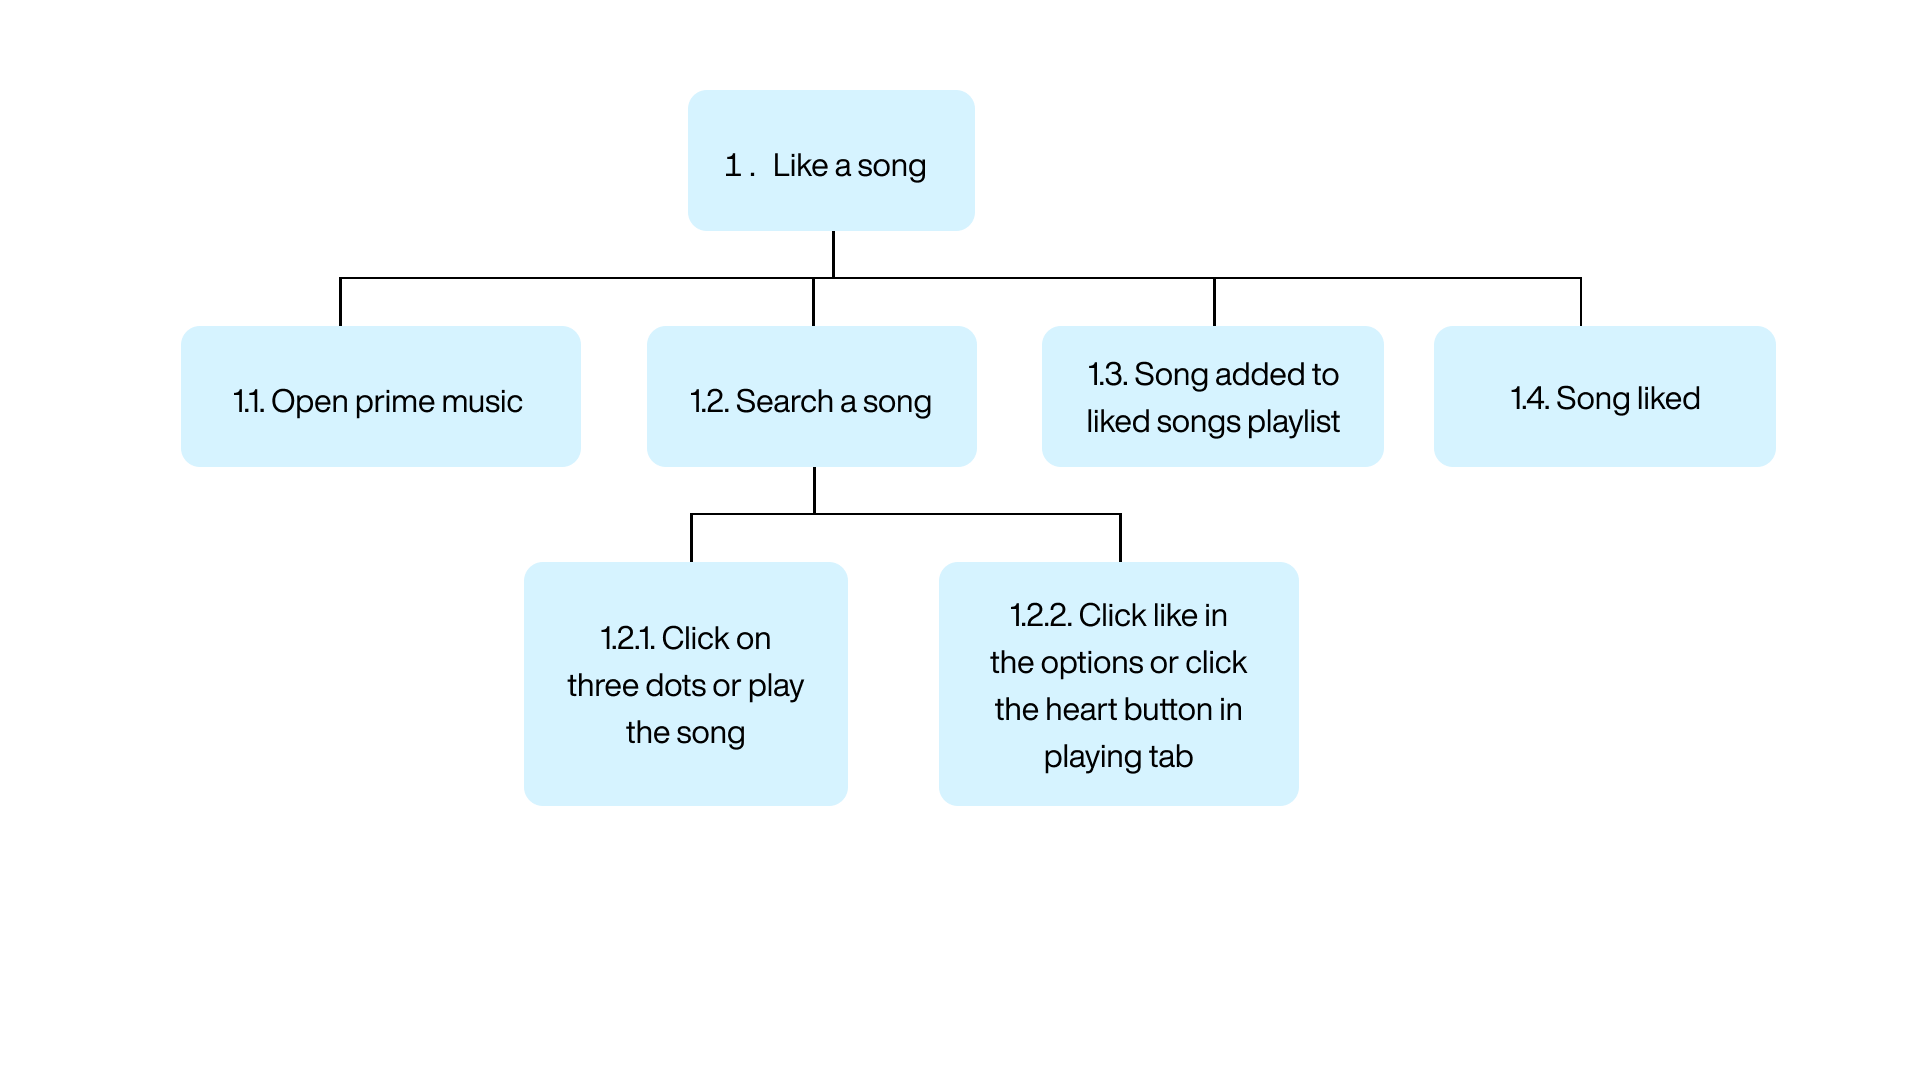 1. Like a song
1.1. Open prime music
1.2. Search a song
1.3. Song added to
liked songs playlist
1.4. Song liked
1.2.1. Click on
three dots or play
the song
1.2.2. Click like in
the options or click
the heart button in
playing tab